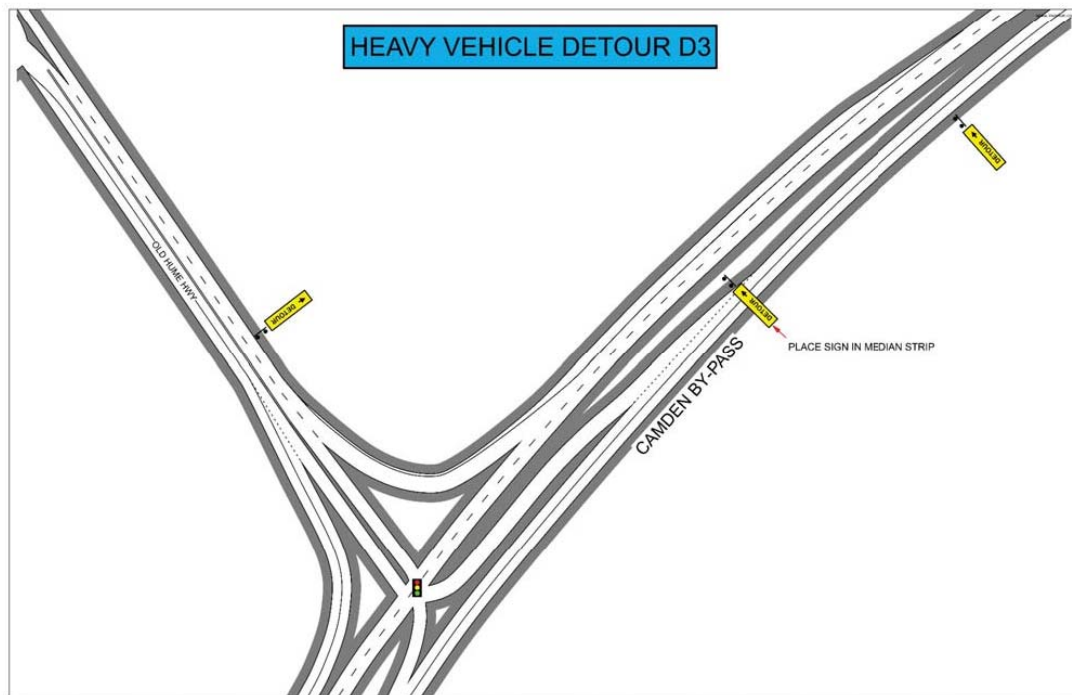 HEAVY VEHICLE DETOUR D3
DETOUR
OLD HUME HWY
DETOUR
DETOUR
PLACE SIGN IN MEDIAN STRIP
CAMDEN BY-PASS